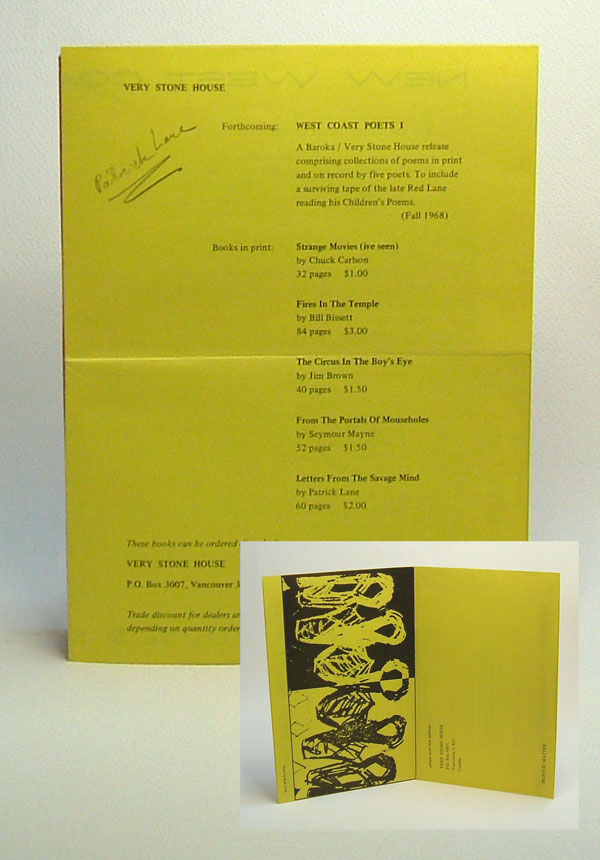 VERY STONE HOUSE
Patrick Lane
Forthcoming: WEST COAST POETS I
A Baroka / Very Stone House release
comprising collections of poems in print
and on record by five poets. To include
a surviving tape of the late Red Lane
reading his Children's Poems.
(Fall 1968)
Books in print: Strange Movies (ive seen)
by Chuck Carlson
32 pages $1.00
Fires In The Temple
by Bill Bissett
84 pages $3.00
The Circus In The Boy's Eye
by Jim Brown
40 pages $1.50
From The Portals Of Mouseholes
by Seymour Mayne
52 pages $1.50
Letters From The Savage Mind
by Patrick Lane
60 pages $2.00
These books can be ordered
VERY STONE HOUSE
P.O. Box 3007, Vancouver 3
Trade discount for dealers
depending on quantity
VERY STONE HOUSE
P.O. Box 3007,
Vancouver 3, B.C.
Canada
PRINTED MATTER